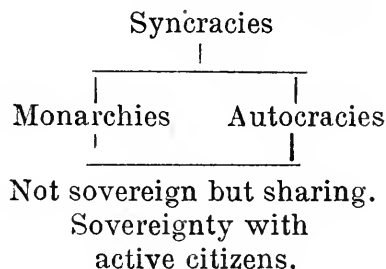 Syncracies
Monarchies Autocracies
Not sovereign but sharing.
Sovereignty with
active citizens.